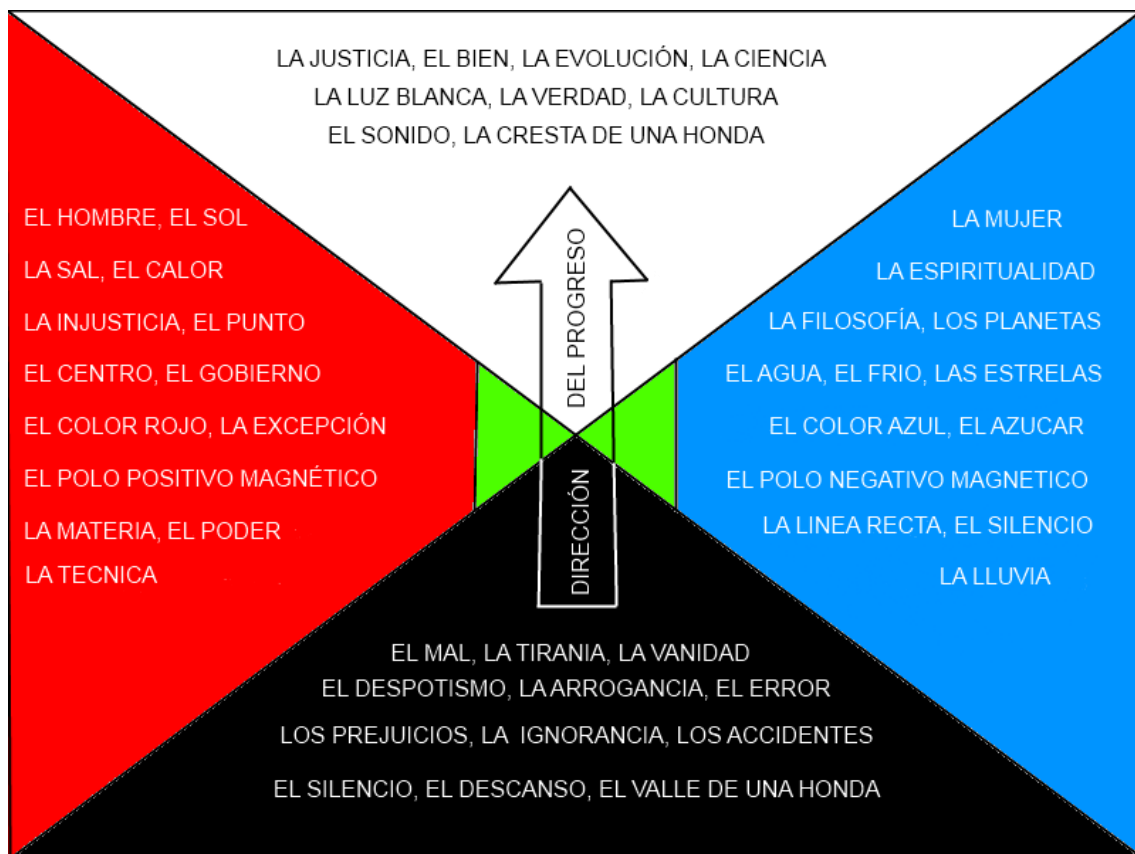 LA JUSTICIA, EL BIEN, LA EVOLUCIÓN, LA CIENCIA
LA LUZ BLANCA, LA VERDAD, LA CULTURA
EL SONIDO, LA CRESTA DE UNA HONDA
EL HOMBRE, EL SOL
LA SAL, EL CALOR
LA INJUSTICIA, EL PUNTO
EL CENTRO, EL GOBIERNO
EL COLOR ROJO, LA EXCEPCIÓN
EL POLO POSITIVO MAGNÉTICO
LA MATERIA, EL PODER
LA TECNICA
DIRECCIÓN DEL PROGRESO
LA MUJER
LA ESPIRITUALIDAD
LA FILOSOFÍA, LOS PLANETAS
EL AGUA, EL FRIO, LAS ESTRELAS
EL COLOR AZUL, EL AZUCAR
EL POLO NEGATIVO MAGNETICO
LA LINEA RECTA, EL SILENCIO
LA LLUVIA
EL MAL, LA TIRANIA, LA VANIDAD
EL DESPOTISMO, LA ARROGANCIA, EL ERROR
LOS PREJUICIOS, LA IGNORANCIA, LOS ACCIDENTES
EL SILENCIO, EL DESCANSO, EL VALLE DE UNA HONDA